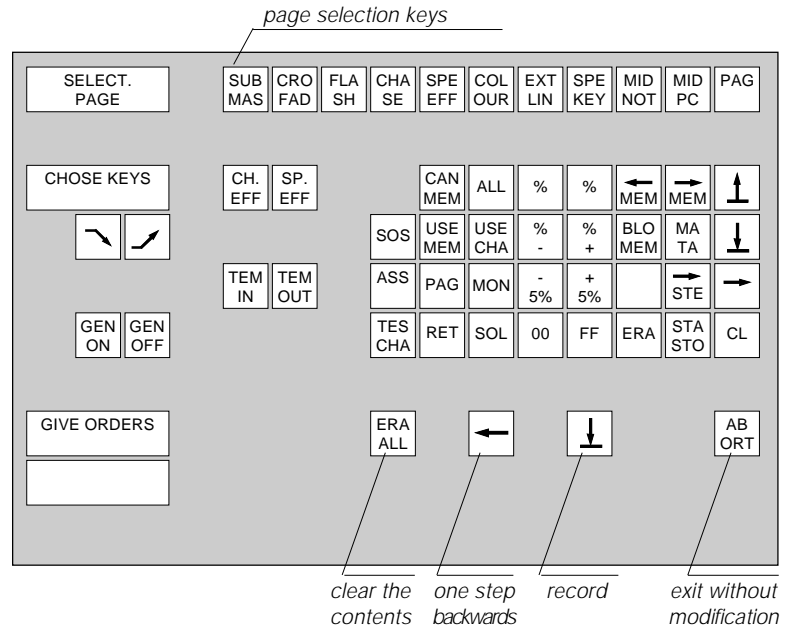 page selection keys
SELECT. PAGE
SUB MAS
CRO FAD
FLA SH
CHA SE
SPE EFF
COL OUR
EXT LIN
SPE KEY
MID NOT
MID PC
PAG
CHOSE KEYS
CH. EFF
SP. EFF
CAN MEM
ALL
%
%
MEM
MEM
SOS
USE MEM
USE CHA
% -
% +
BLO MEM
MA TA
TEM IN
TEM OUT
ASS
PAG
MON
- 5%
+ 5%
STE
GEN ON
GEN OFF
TES CHA
RET
SOL
00
FF
ERA
STA STO
CL
GIVE ORDERS
ERA ALL
AB ORT
clear the contents
one step backwards
record
exit without modification